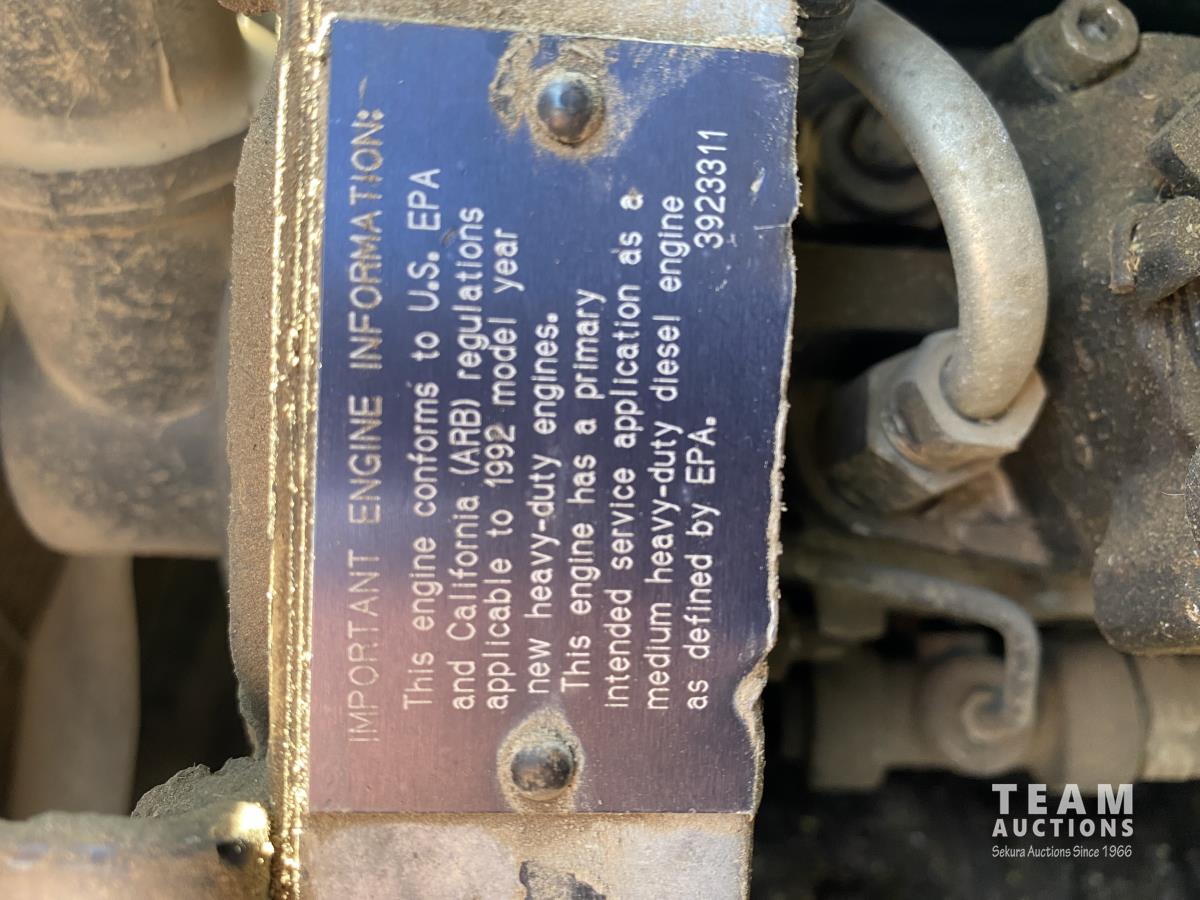 IMPORTANT ENGINE INFORMATION:
This engine conforms to U.S. EPA
and California (ARB) regulations
applicable to 1992 model year
new heavy-duty engines.
This engine has a primary
intended service application as a
medium heavy-duty diesel engine
as defined by EPA. 3923311
TEAM
AUCTIONS
Sekura Auctions Since 1966